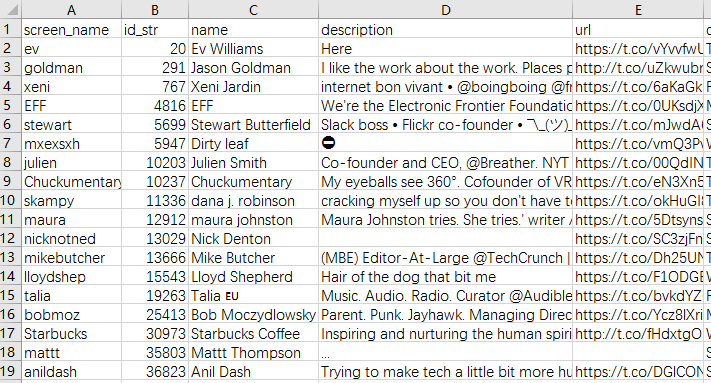 A B C D E
1 screen_name id_str name description url
2 ev 20 Ev Williams Here https://t.co/vYvvfwU
3 goldman 291 Jason Goldman I like the work about the work. Places p http://t.co/uZkwubr
4 xeni 767 Xeni Jardin internet bon vivant • @boingboing @fr https://t.co/6aKaGk
5 EFF 4816 EFF We're the Electronic Frontier Foundatio https://t.co/0UKsdjX
6 stewart 5699 Stewart Butterfield Slack boss • Flickr co-founder • ¯\_(ツ)_ https://t.co/mJwdA
7 mxexsxh 5947 Dirty leaf ⛔ https://t.co/vmQ3P
8 julien 10203 Julien Smith Co-founder and CEO, @Breather. NYT https://t.co/00QdIN
9 Chuckumentary 10237 Chuckumentary My eyeballs see 360°. Cofounder of VR https://t.co/eN3Xn5
10 skampy 11336 dana j. robinson cracking myself up so you don't have to https://t.co/okHuGI
11 maura 12912 maura johnston Maura Johnston tries. She tries.' writer https://t.co/5Dtsyns
12 nicknotned 13029 Nick Denton https://t.co/SC3zjFn
13 mikebutcher 13666 Mike Butcher (MBE) Editor-At-Large @TechCrunch | https://t.co/Dh25UN
14 lloydshep 15543 Lloyd Shepherd Hair of the dog that bit me https://t.co/F1ODGE
15 talia 19263 Talia EU Music. Audio. Radio. Curator @Audible https://t.co/bvkdYZ
16 bobmoz 25413 Bob Moczydlowsky Parent. Punk. Jayhawk. Managing Direc https://t.co/Ycz8lXri
17 Starbucks 30973 Starbucks Coffee Inspiring and nurturing the human spiri http://t.co/fHdxtgO
18 mattt 35803 Mattt Thompson ...
19 anildash 36823 Anil Dash Trying to make tech a little bit more hu https://t.co/DGlCON